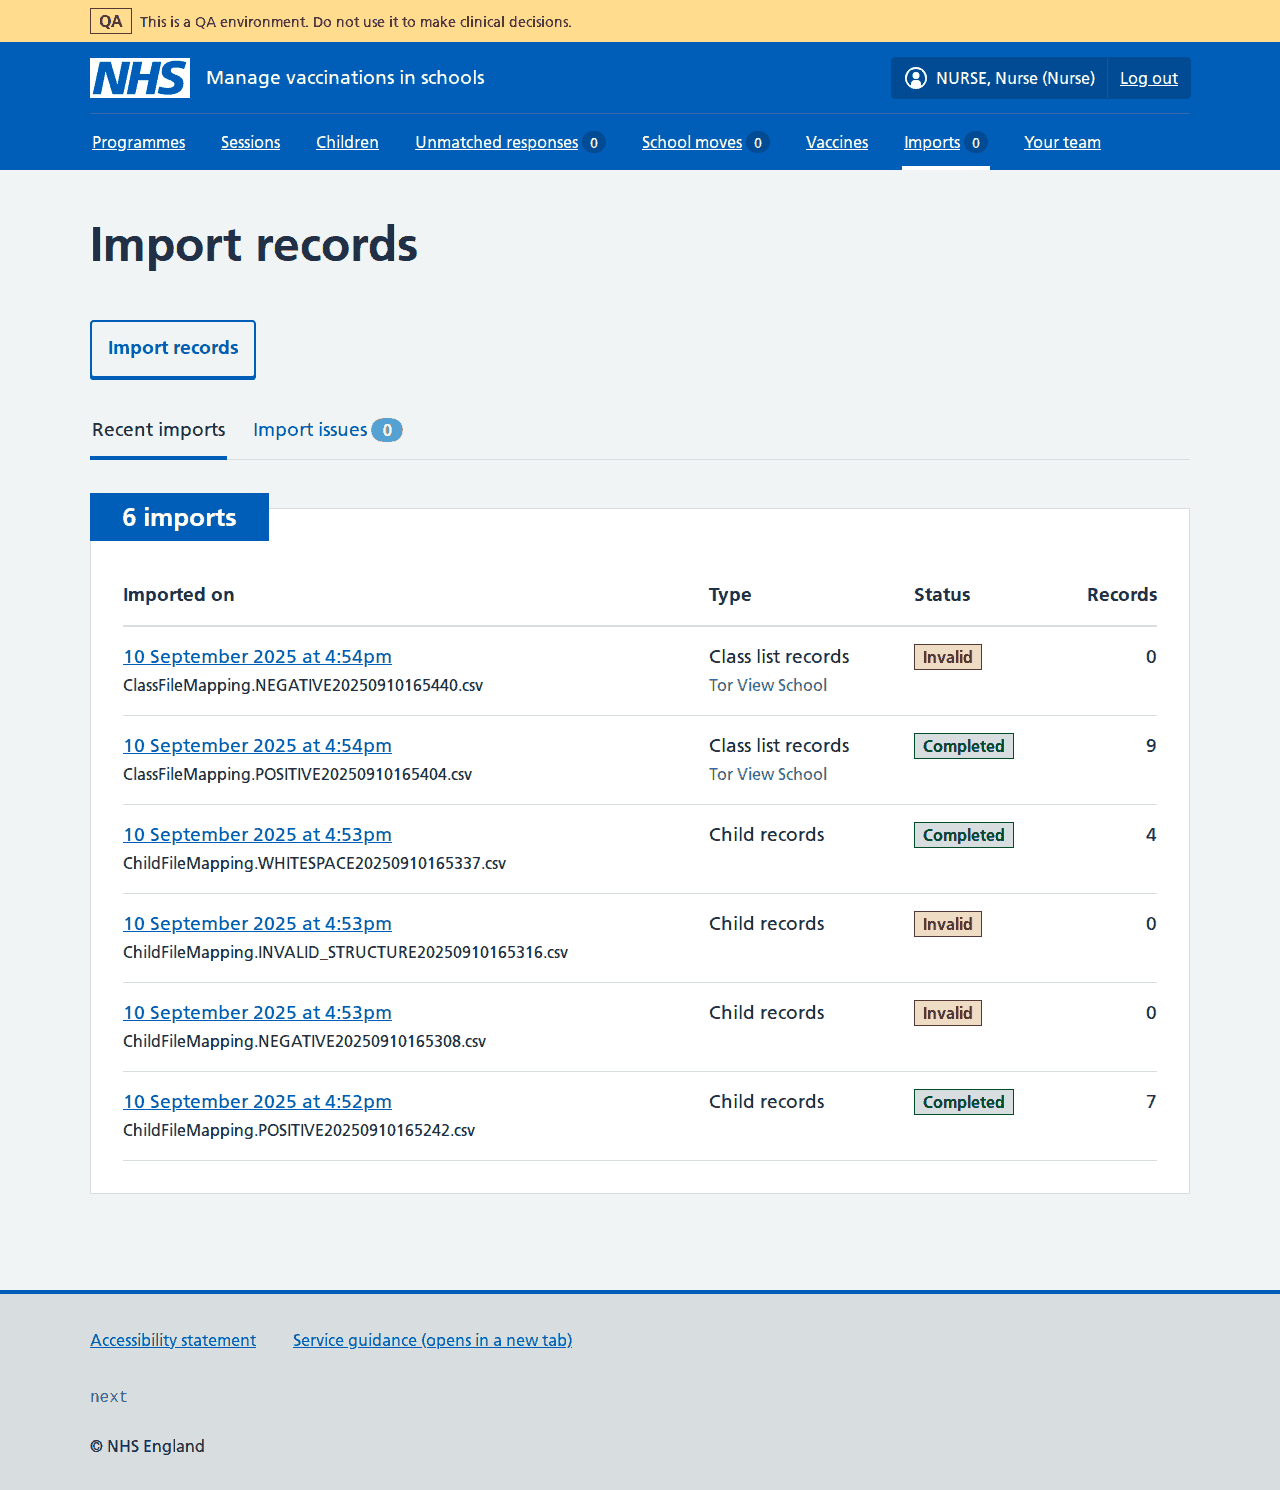 QA This is a QA environment. Do not use it to make clinical decisions.
NHS Manage vaccinations in schools NURSE, Nurse (Nurse) Log out
Programmes Sessions Children Unmatched responses 0 School moves 0 Vaccines Imports 0 Your team
Import records
Import records
Recent imports Import issues 0
6 imports
Imported on Type Status Records
10 September 2025 at 4:54pm Class list records Invalid 0
ClassFileMapping.NEGATIVE20250910165440.csv Tor View School
10 September 2025 at 4:54pm Class list records Completed 9
ClassFileMapping.POSITIVE20250910165404.csv Tor View School
10 September 2025 at 4:53pm Child records Completed 4
ChildFileMapping.WHITESPACE20250910165337.csv
10 September 2025 at 4:53pm Child records Invalid 0
ChildFileMapping.INVALID_STRUCTURE20250910165316.csv
10 September 2025 at 4:53pm Child records Invalid 0
ChildFileMapping.NEGATIVE20250910165308.csv
10 September 2025 at 4:52pm Child records Completed 7
ChildFileMapping.POSITIVE20250910165242.csv
Accessibility statement Service guidance (opens in a new tab)
next
© NHS England